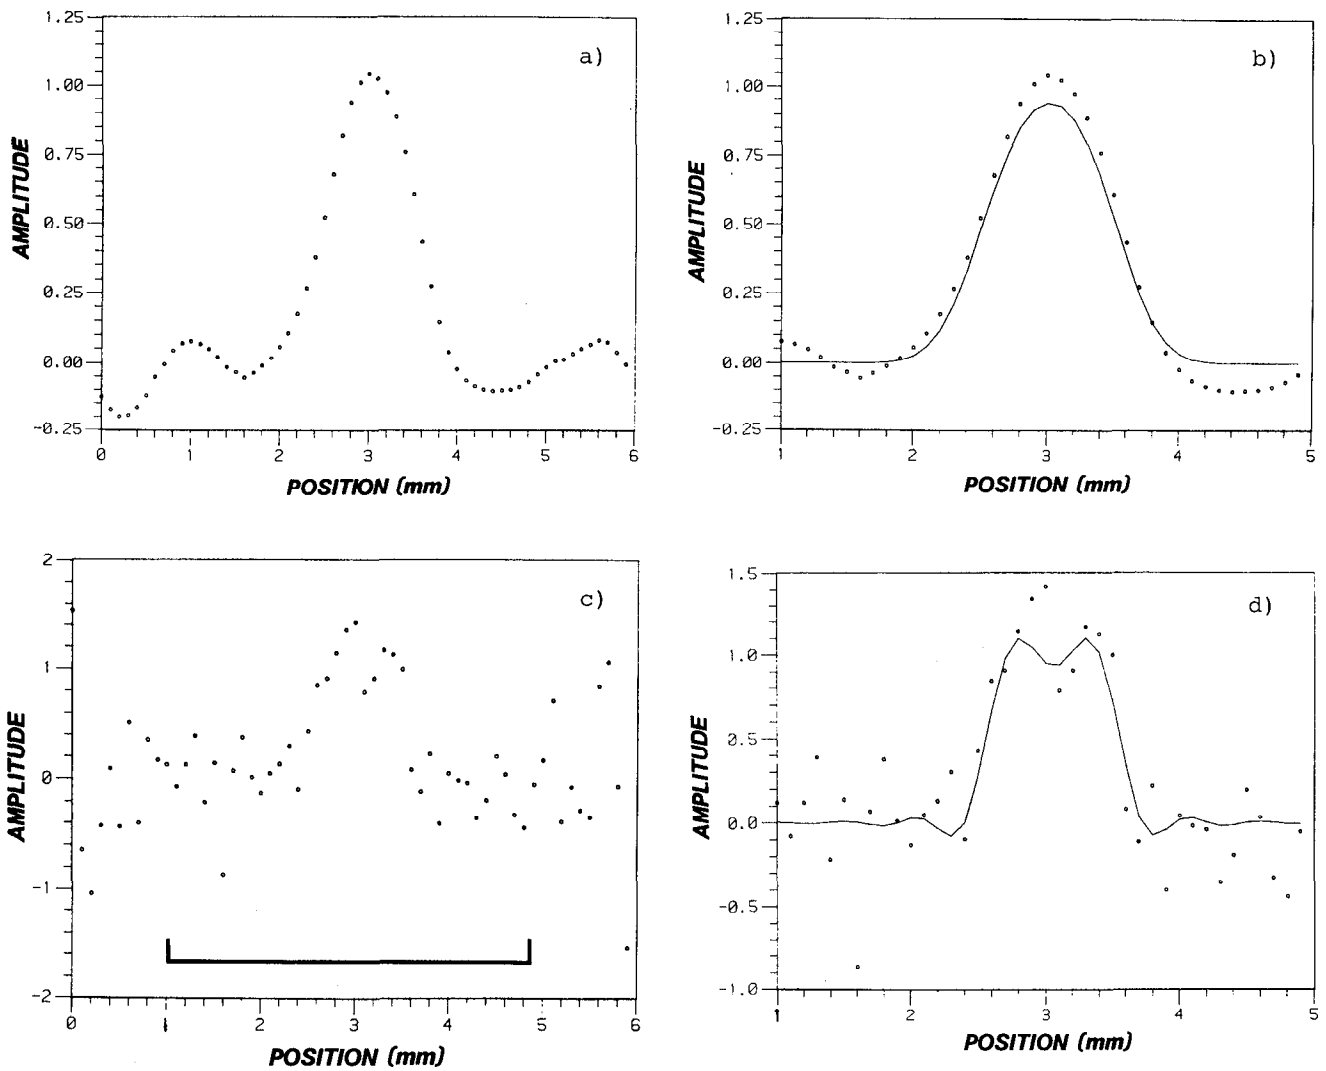 a)
1.25
1.00
0.75
0.50
0.25
0.00
-0.25
AMPLITUDE
0 1 2 3 4 5 6
POSITION (mm)
b)
1.25
1.00
0.75
0.50
0.25
0.00
-0.25
AMPLITUDE
1 2 3 4 5
POSITION (mm)
c)
2
1
0
-1
-2
AMPLITUDE
0 1 2 3 4 5 6
POSITION (mm)
d)
1.5
1.0
0.5
0.0
-0.5
-1.0
AMPLITUDE
1 2 3 4 5
POSITION (mm)